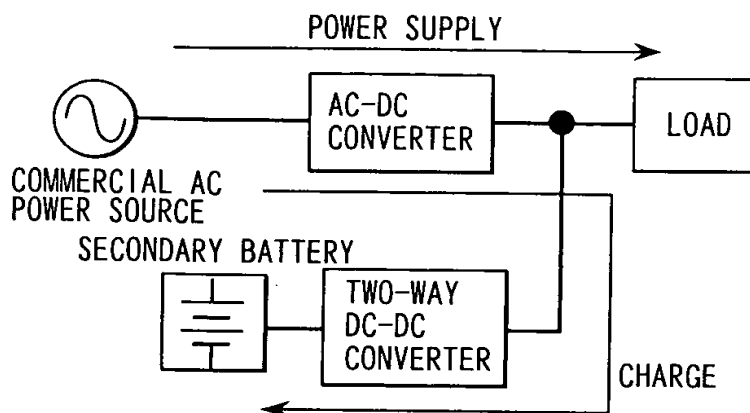 POWER SUPPLY
AC-DC
CONVERTER
LOAD
COMMERCIAL AC
POWER SOURCE
SECONDARY BATTERY
TWO-WAY
DC-DC
CONVERTER
CHARGE